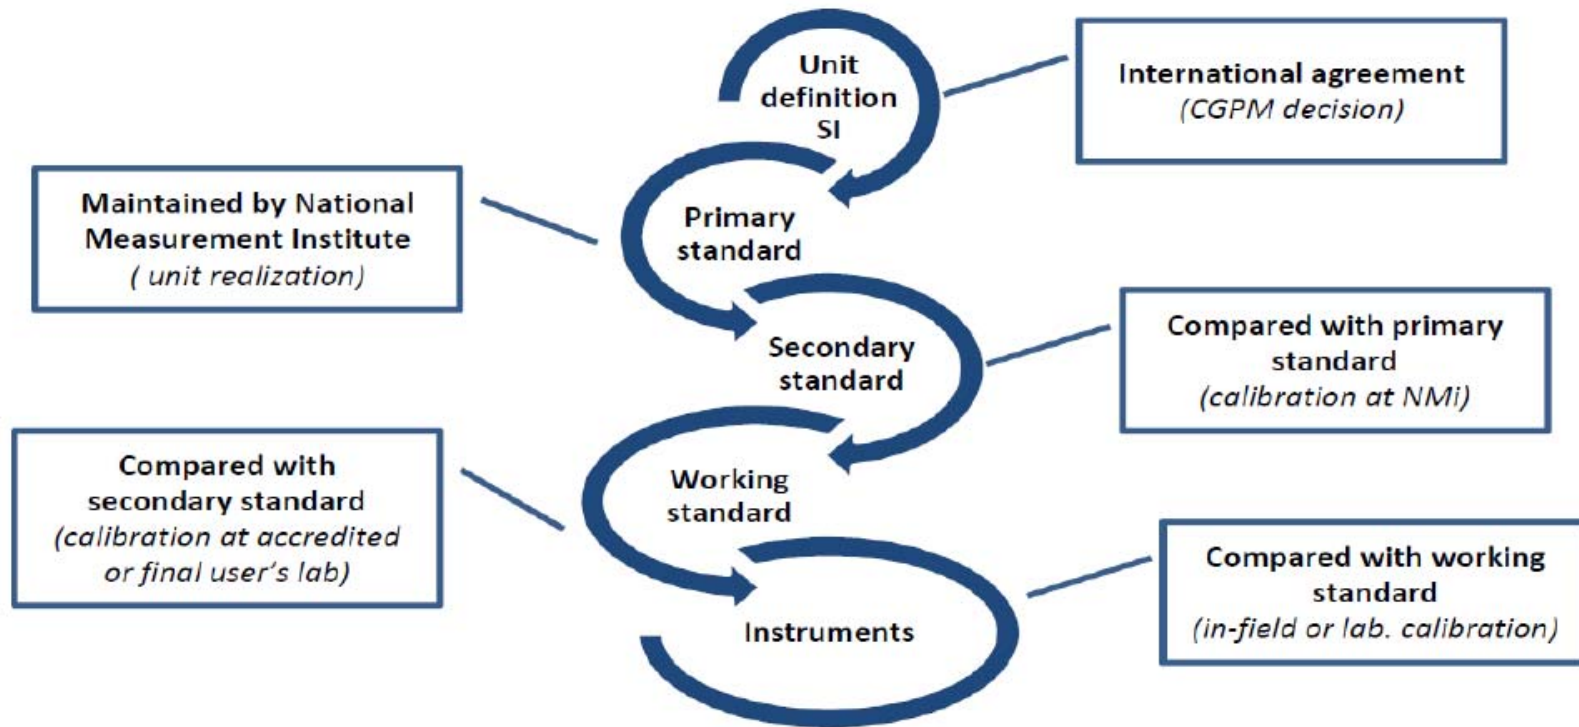 Unit
definition
SI
International agreement
(CGPM decision)
Maintained by National
Measurement Institute
( unit realization)
Primary
standard
Secondary
standard
Compared with primary
standard
(calibration at NMi)
Compared with
secondary standard
(calibration at accredited
or final user's lab)
Working
standard
Compared with working
standard
(in-field or lab. calibration)
Instruments